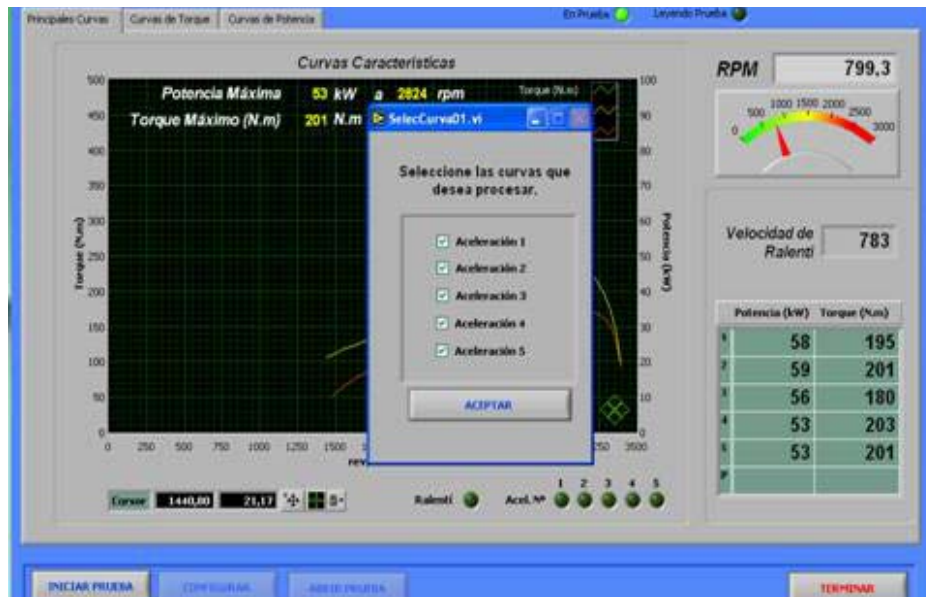 Principales Curvas Curvas de Torque Curvas de Potencia En Prueba Leyendo Prueba
Curvas Características
Potencia Máxima 53 kW a 2824 rpm
Torque Máximo (N.m) 201 N.m
Torque (N.m)
500
450
400
350
300
250
200
150
100
50
0
Torque (N.m)
100
90
80
70
60
50
40
30
20
10
0
Potencia (kW)
0 250 500 750 1000 1250 1500 3500
rev
SelecCurva01.vi
Seleccione las curvas que
desea procesar.
Aceleración 1
Aceleración 2
Aceleración 3
Aceleración 4
Aceleración 5
ACEPTAR
Cursor 1440,80 21,17
Ralentí Acel. Nº 1 2 3 4 5
RPM 799,3
0 500 1000 1500 2000 2500 3000
Velocidad de
Ralenti
783
Potencia (kW) Torque (N.m)
1 58 195
2 59 201
3 56 180
4 53 203
5 53 201
P
INICIAR PRUEBA CONFIGURAR ABRIR PRUEBA TERMINAR